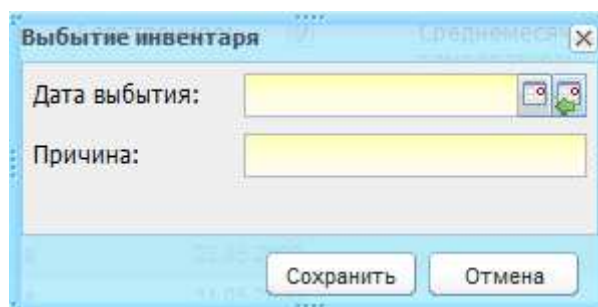 Выбытие инвентаря
Дата выбытия:
Причина:
Сохранить
Отмена